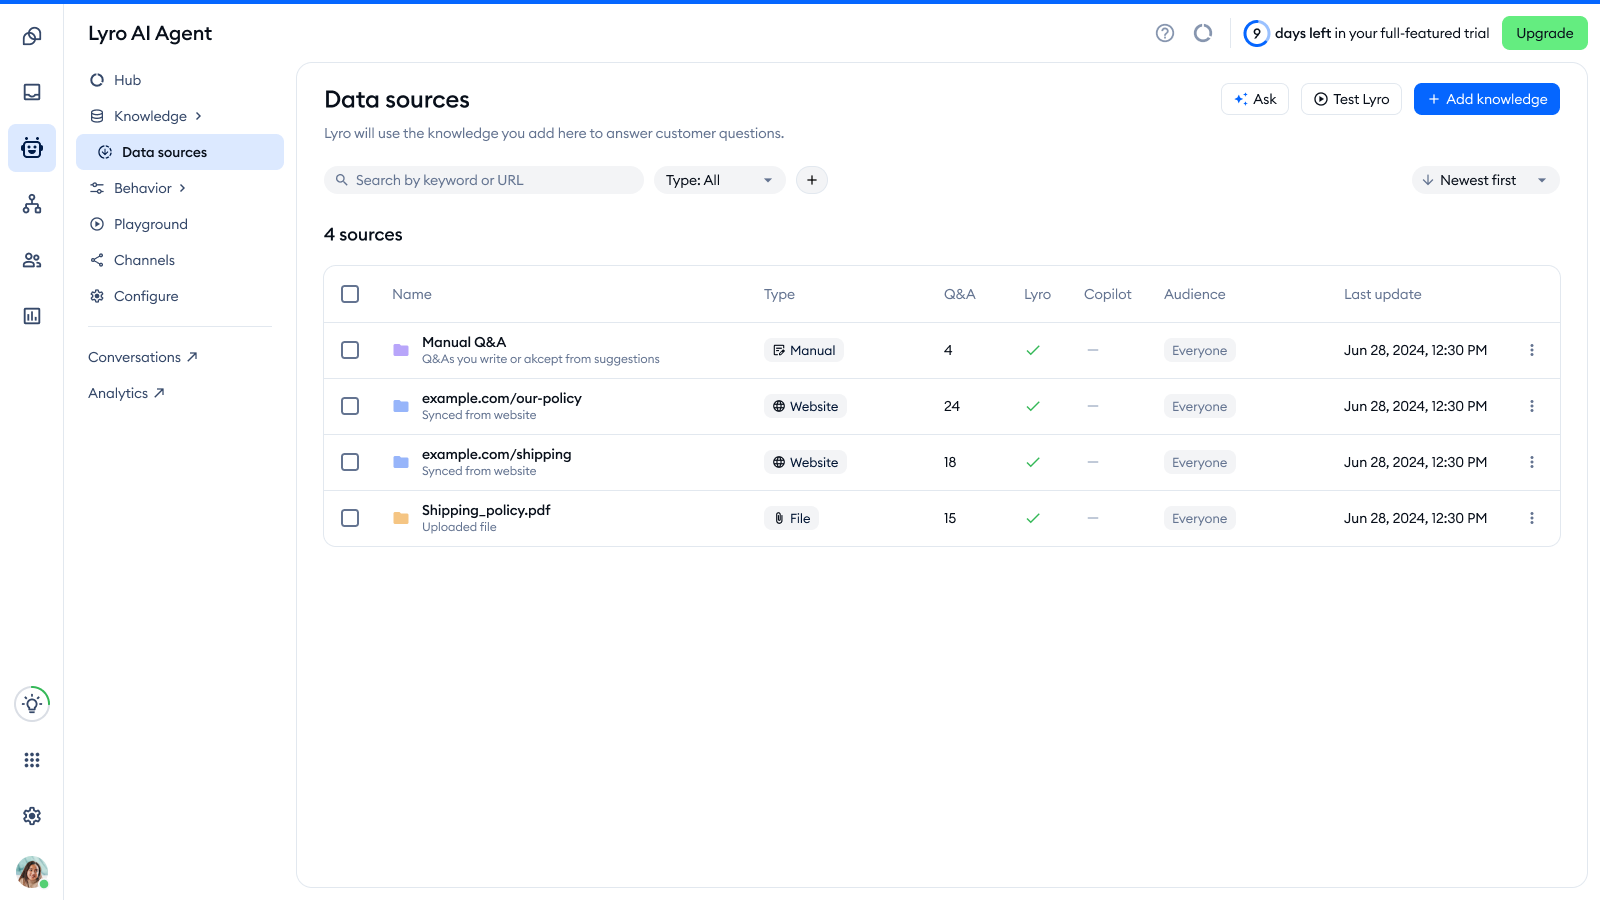 Lyro AI Agent
9 days left in your full-featured trial
Upgrade
Hub
Knowledge
Data sources
Behavior
Playground
Channels
Configure
Conversations
Analytics
Data sources
Ask
Test Lyro
Add knowledge
Lyro will use the knowledge you add here to answer customer questions.
Search by keyword or URL
Type: All
Newest first
4 sources
Name Type Q&A Lyro Copilot Audience Last update
Manual Q&A
Q&As you write or akcept from suggestions
Manual 4 Everyone Jun 28, 2024, 12:30 PM
example.com/our-policy
Synced from website
Website 24 Everyone Jun 28, 2024, 12:30 PM
example.com/shipping
Synced from website
Website 18 Everyone Jun 28, 2024, 12:30 PM
Shipping_policy.pdf
Uploaded file
File 15 Everyone Jun 28, 2024, 12:30 PM